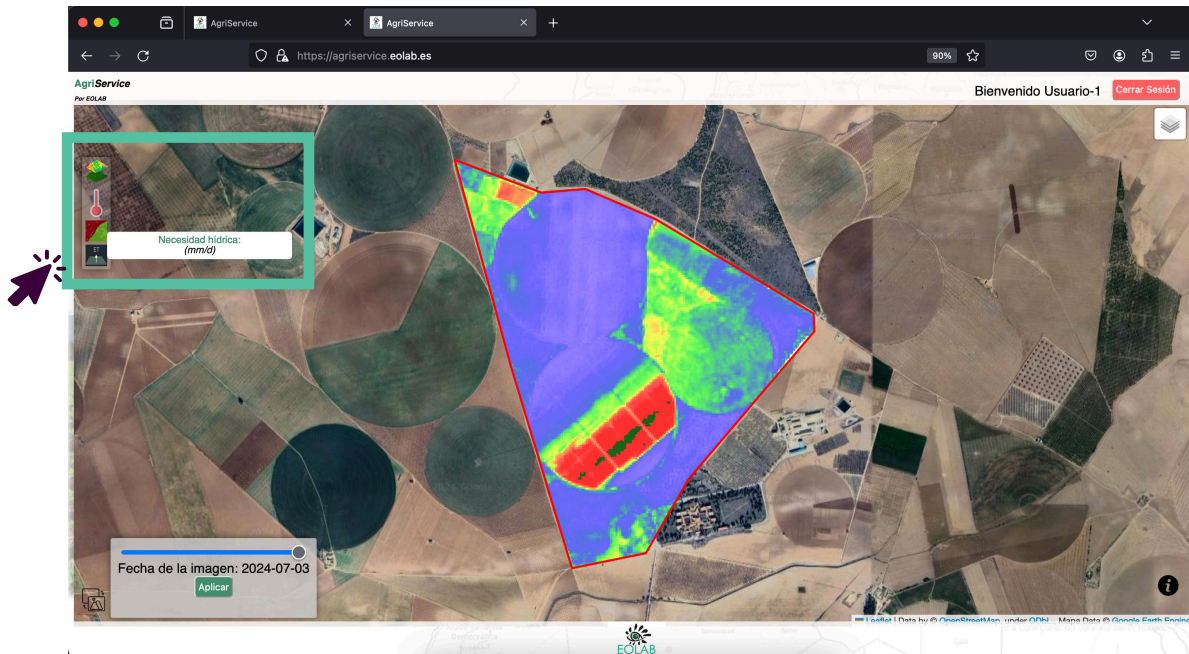 AgriService
AgriService
https://agriservice.eolab.es
90%
AgriService
Por EOLAB
Bienvenido Usuario-1
Cerrar Sesión
Necesidad hídrica:
(mm/d)
ET
Fecha de la imagen: 2024-07-03
Aplicar
i
Leaflet | Data by © OpenStreetMap, under ODbL. Mapa Data © Google Earth Engine
EOLAB